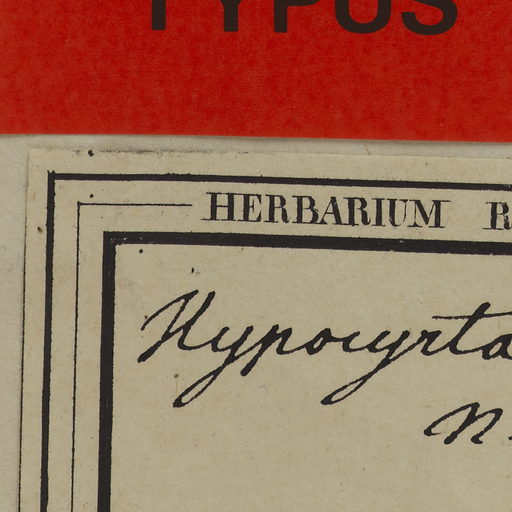 TYPUS
HERBARIUM R
Hypocyrta
n.